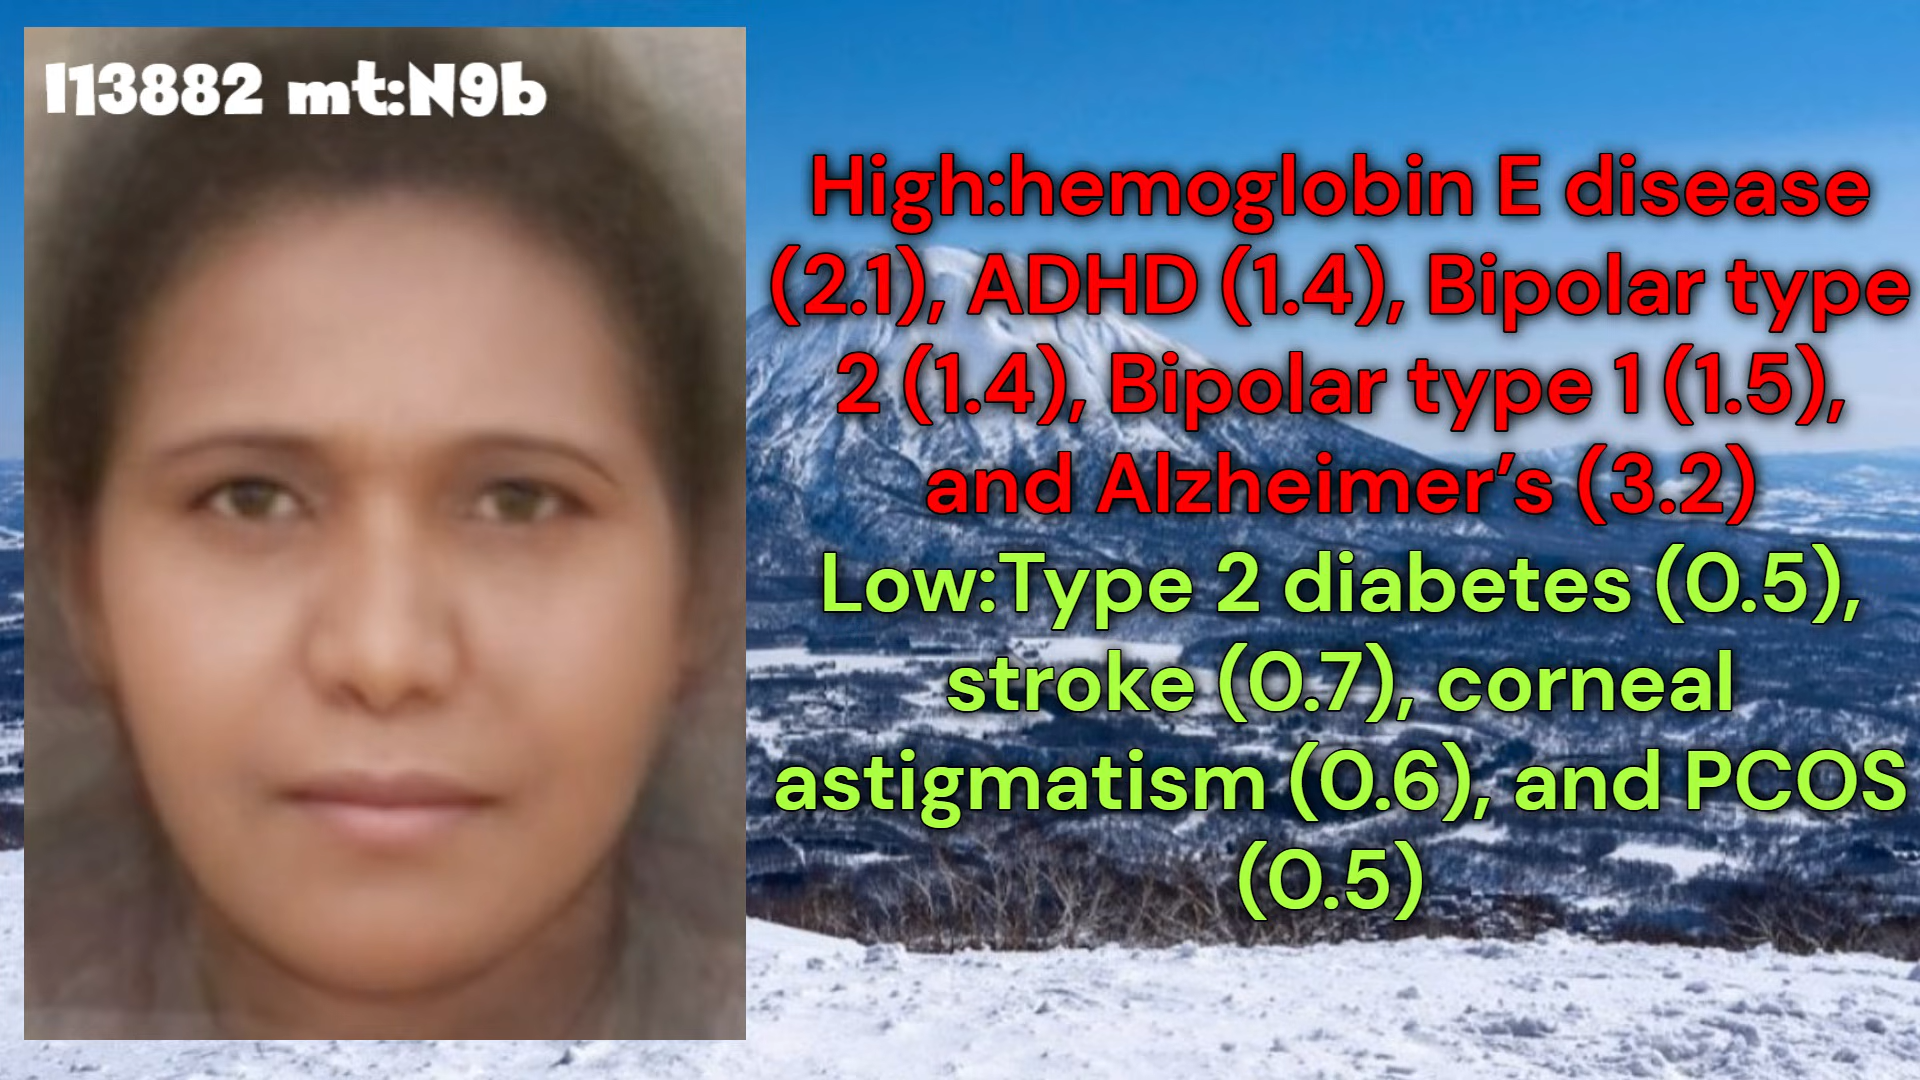 I13882 mt:N9b
High:hemoglobin E disease
(2.1), ADHD (1.4), Bipolar type
2 (1.4), Bipolar type 1 (1.5),
and Alzheimer’s (3.2)
Low:Type 2 diabetes (0.5),
stroke (0.7), corneal
astigmatism (0.6), and PCOS
(0.5)